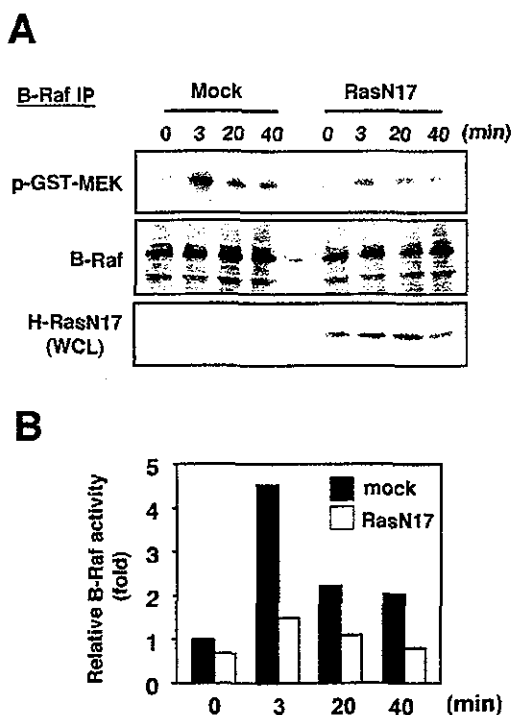 A
B-Raf IP
Mock
RasN17
0 3 20 40
0 3 20 40 (min)
p-GST-MEK
B-Raf
H-RasN17
(WCL)
B
Relative B-Raf activity
(fold)
5
4
3
2
1
0
mock
RasN17
0 3 20 40 (min)